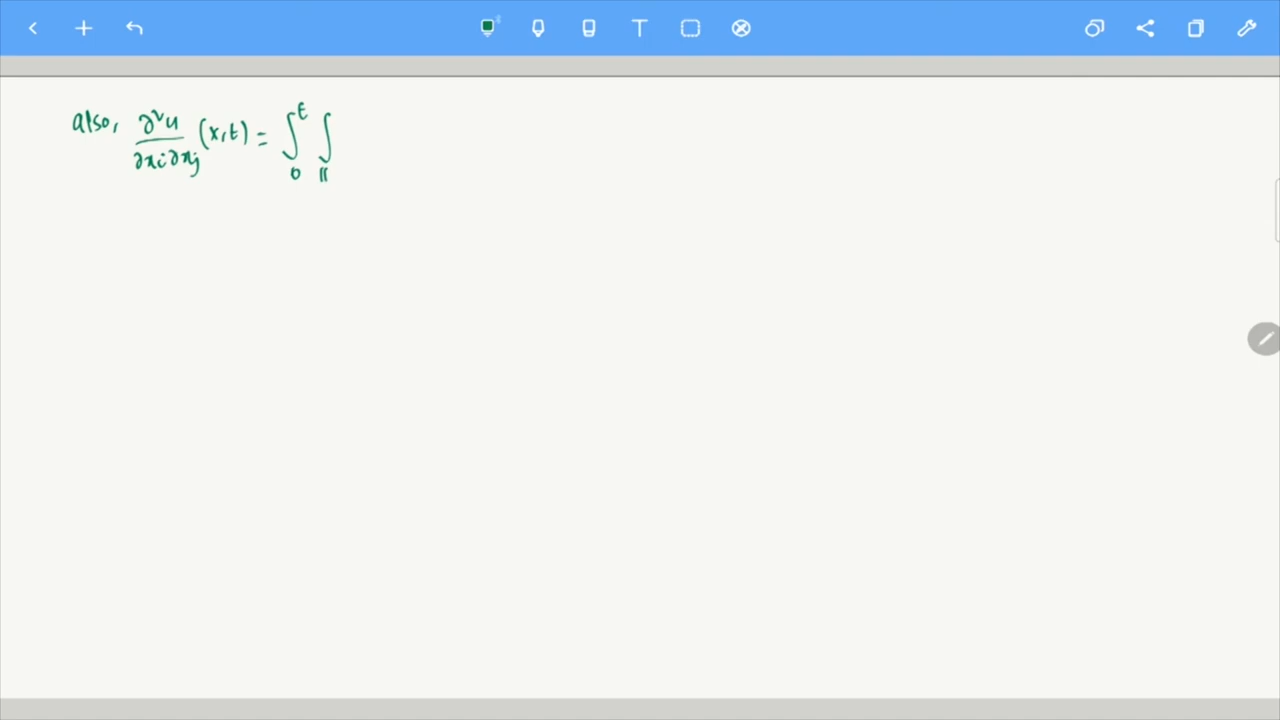 also, ∂²u/∂xi∂xj (x,t) = ∫₀ᵗ ∫